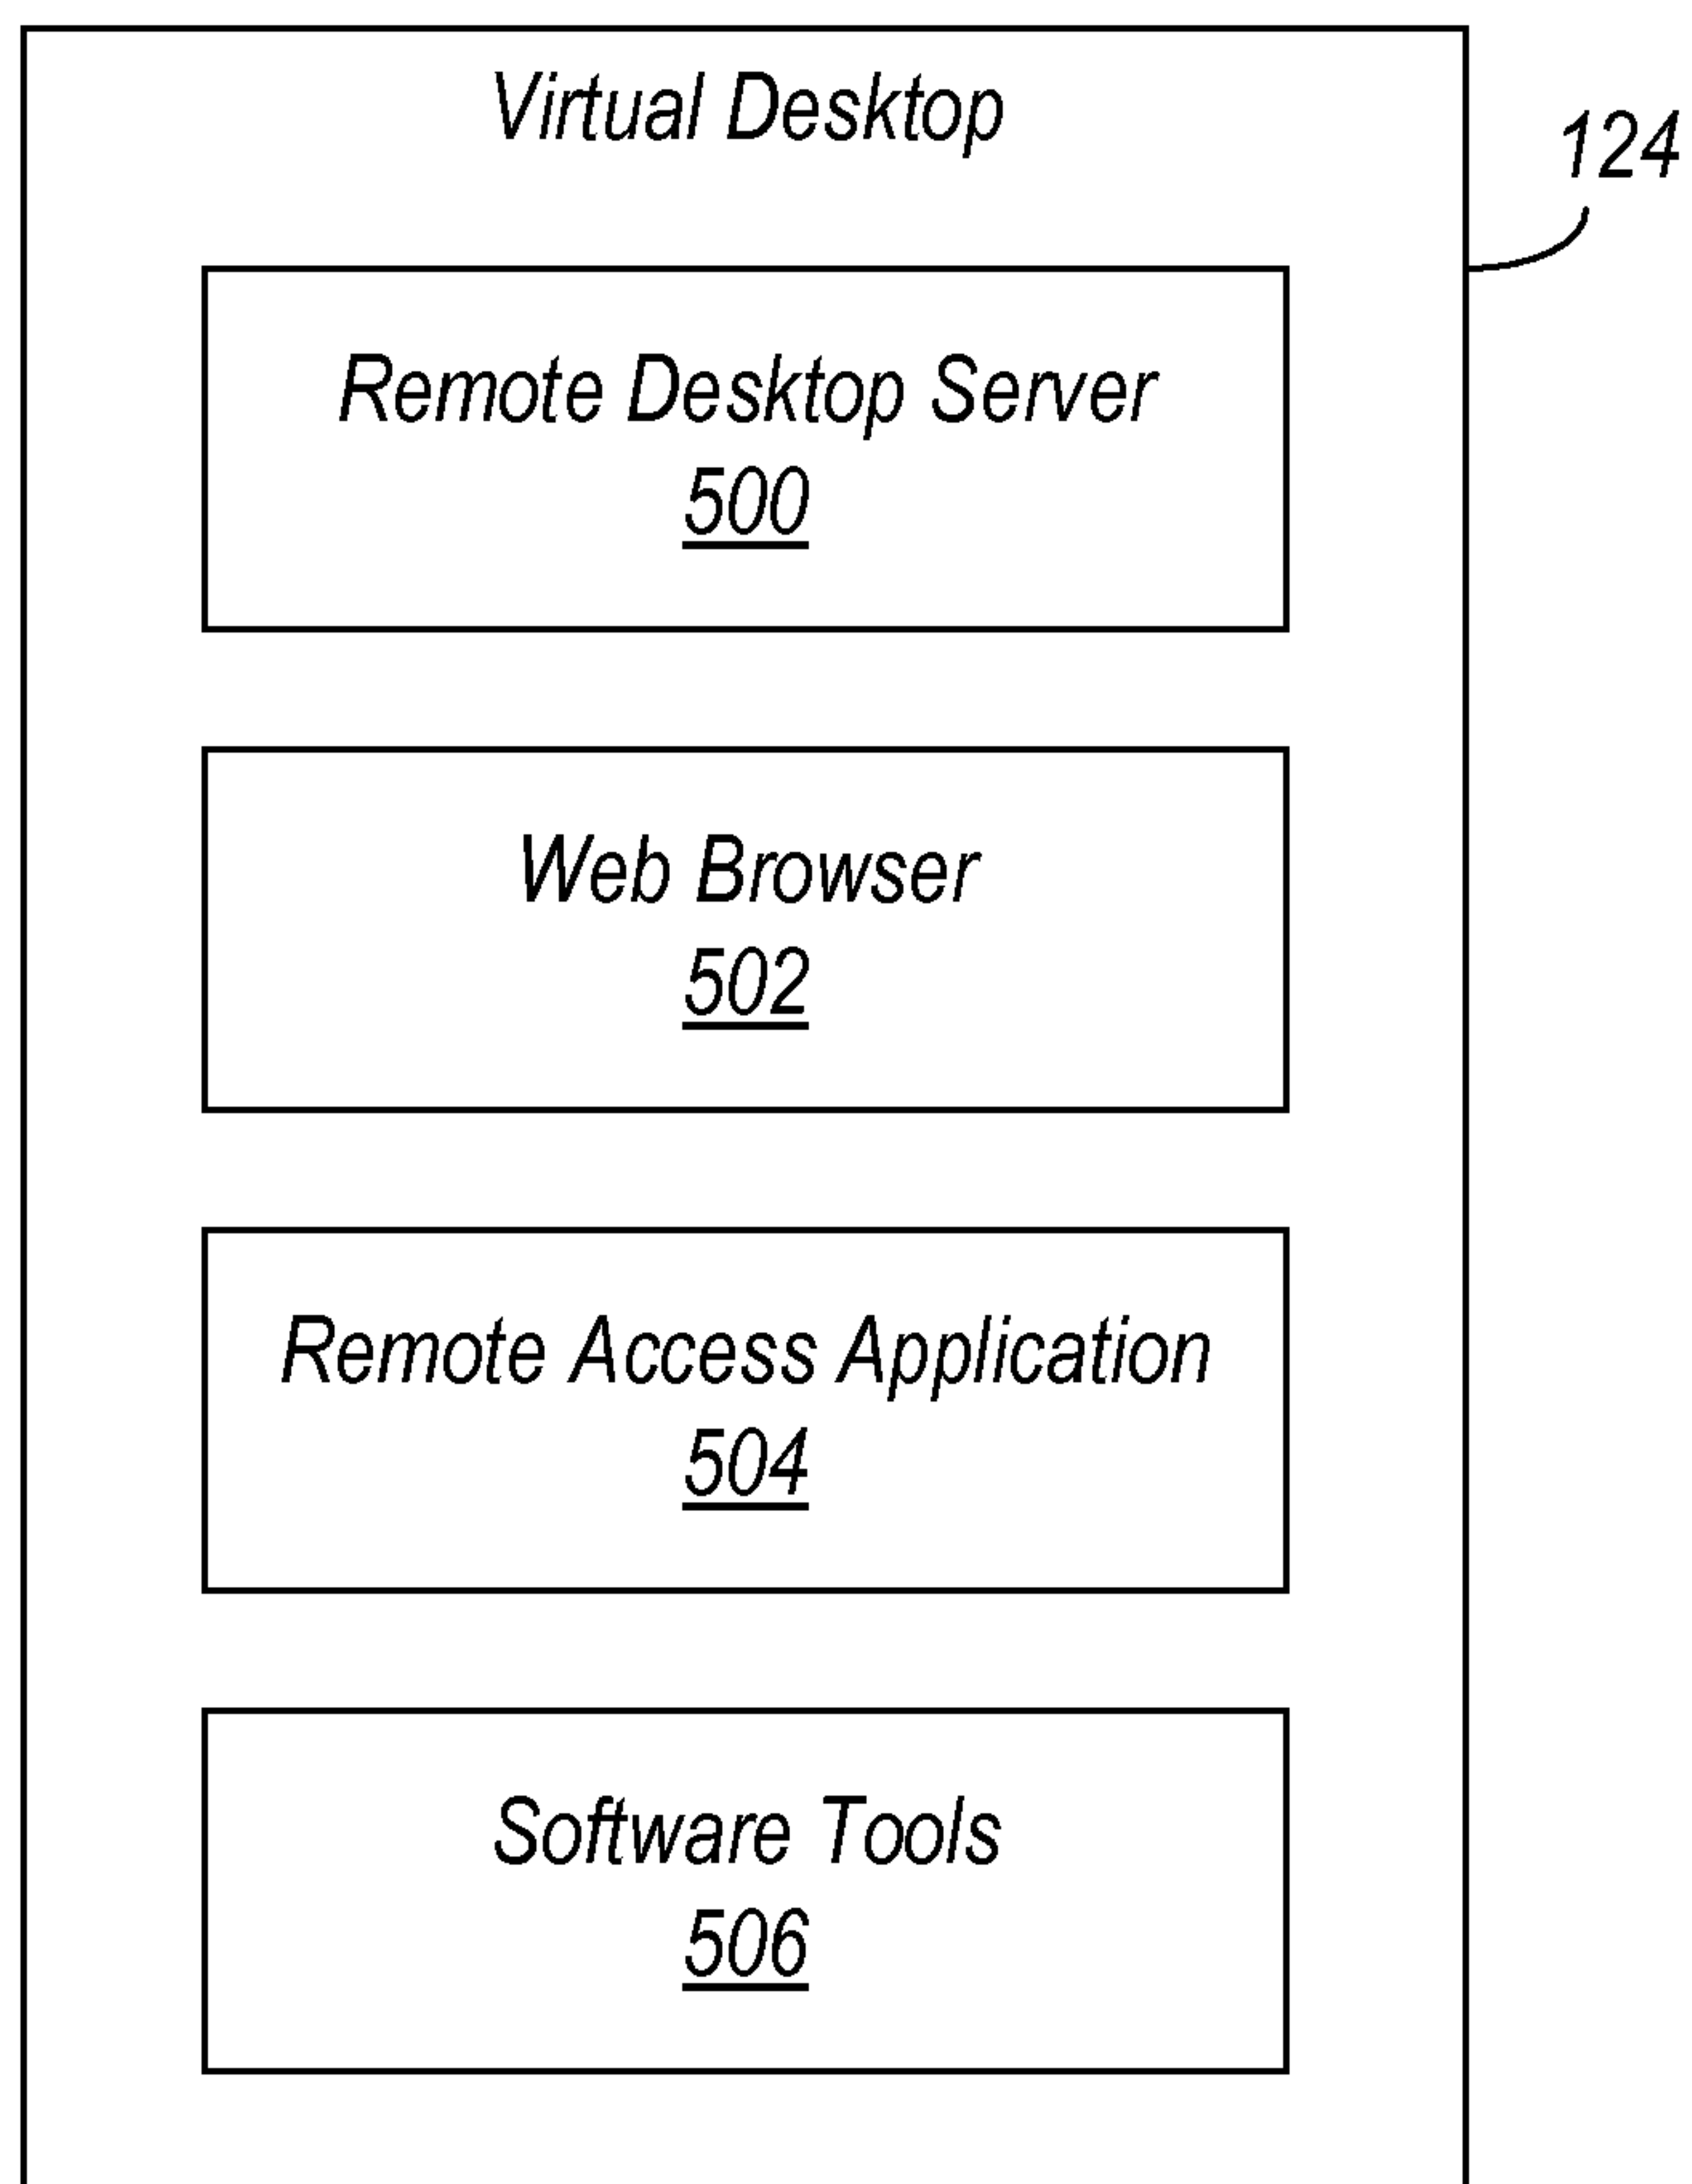 Virtual Desktop
124
Remote Desktop Server
500
Web Browser
502
Remote Access Application
504
Software Tools
506